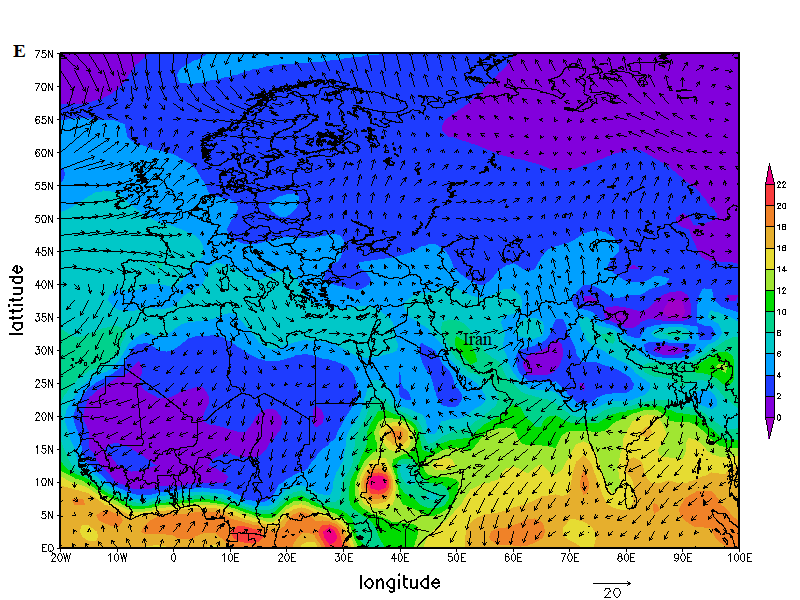 E
75N
70N
65N
60N
55N
50N
45N
40N
35N
30N
25N
20N
15N
10N
5N
EQ
lattitude
Iran
20W 10W 0 10E 20E 30E 40E 50E 60E 70E 80E 90E 100E
longitude
20
22
20
18
16
14
12
10
8
6
4
2
0